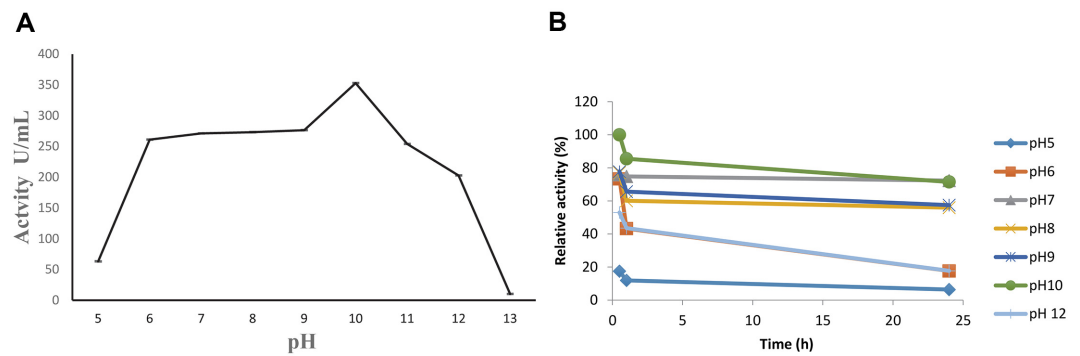 A
400
350
300
250
200
150
100
50
0
Actvity U/mL
5 6 7 8 9 10 11 12 13
pH
B
120
100
80
60
40
20
0
Relative activity (%)
0 5 10 15 20 25
Time (h)
pH5
pH6
pH7
pH8
pH9
pH10
pH 12